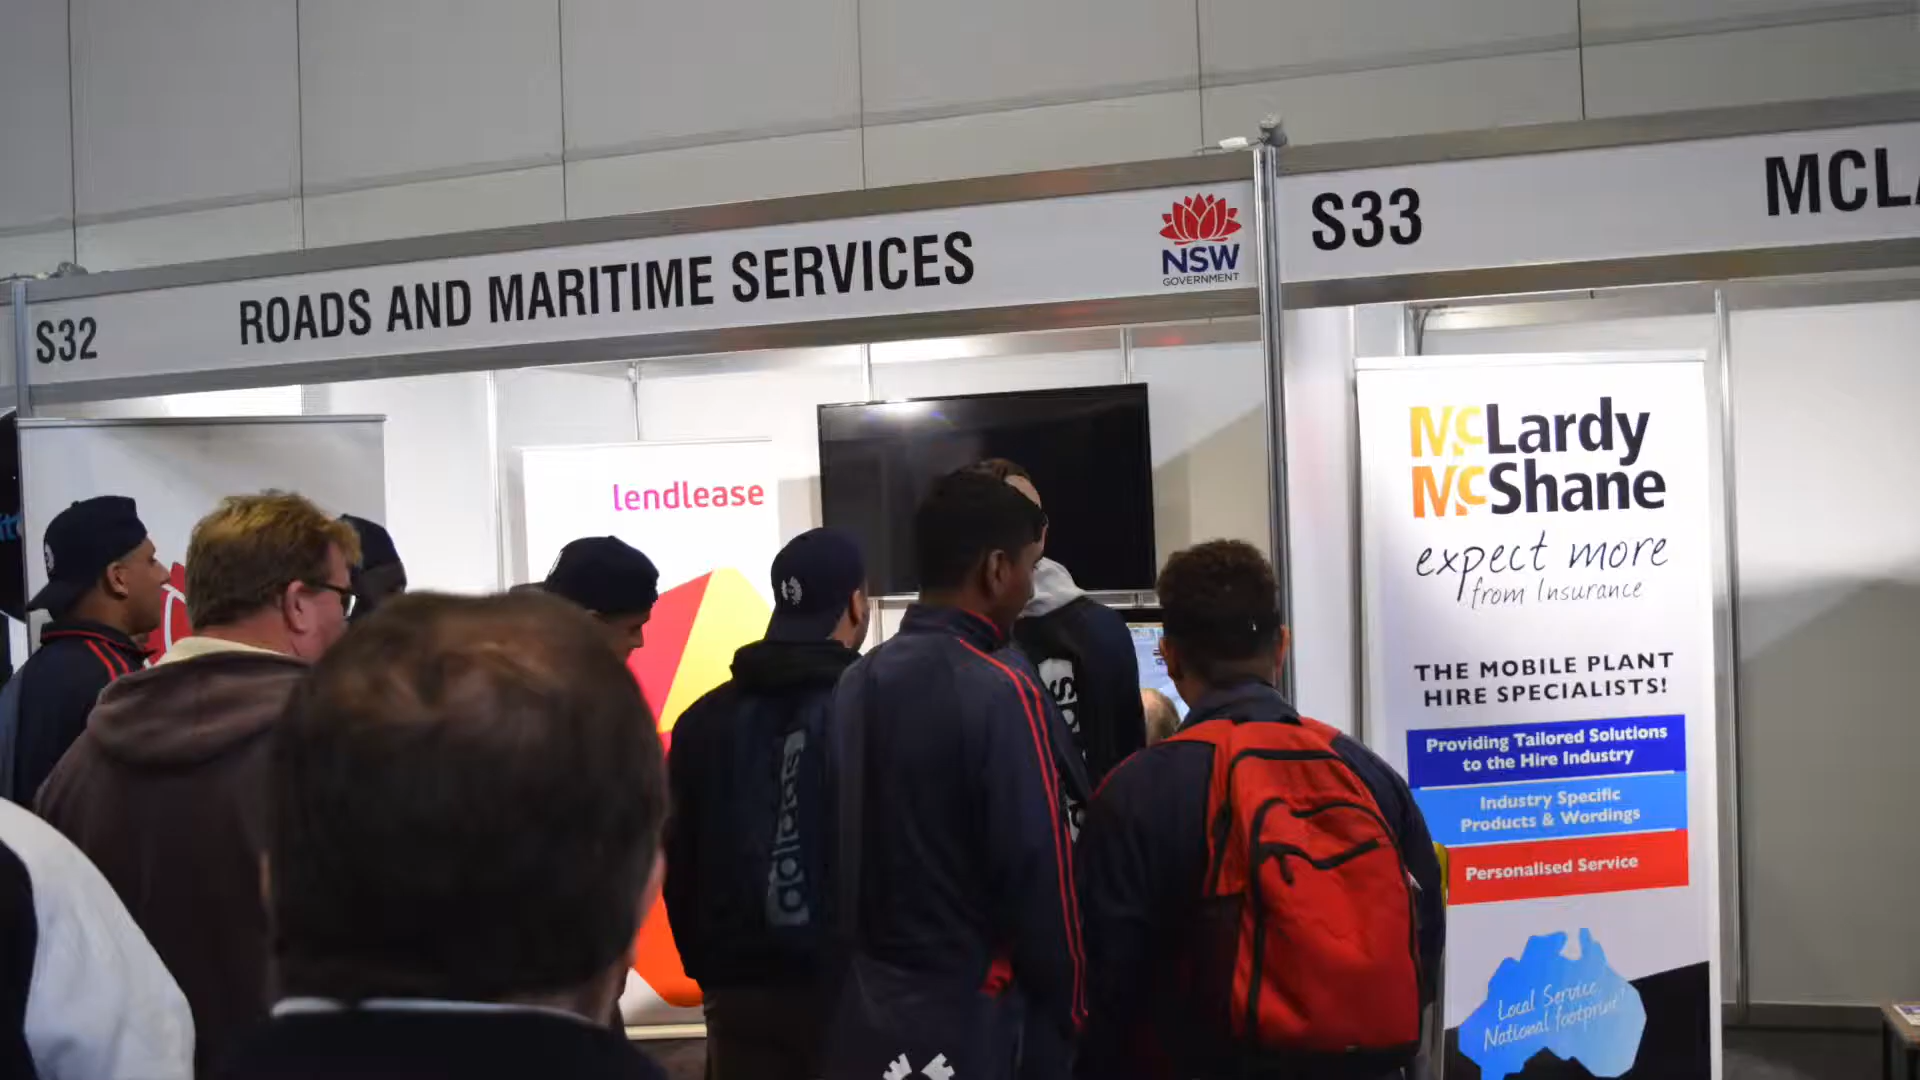 S32
ROADS AND MARITIME SERVICES
NSW
GOVERNMENT
S33
lendlease
McLardy
McShane
expect more
from Insurance
THE MOBILE PLANT
HIRE SPECIALISTS!
Providing Tailored Solutions
to the Hire Industry
Industry Specific
Products & Wordings
Personalised Service
Local Service
National footprint!
adidas